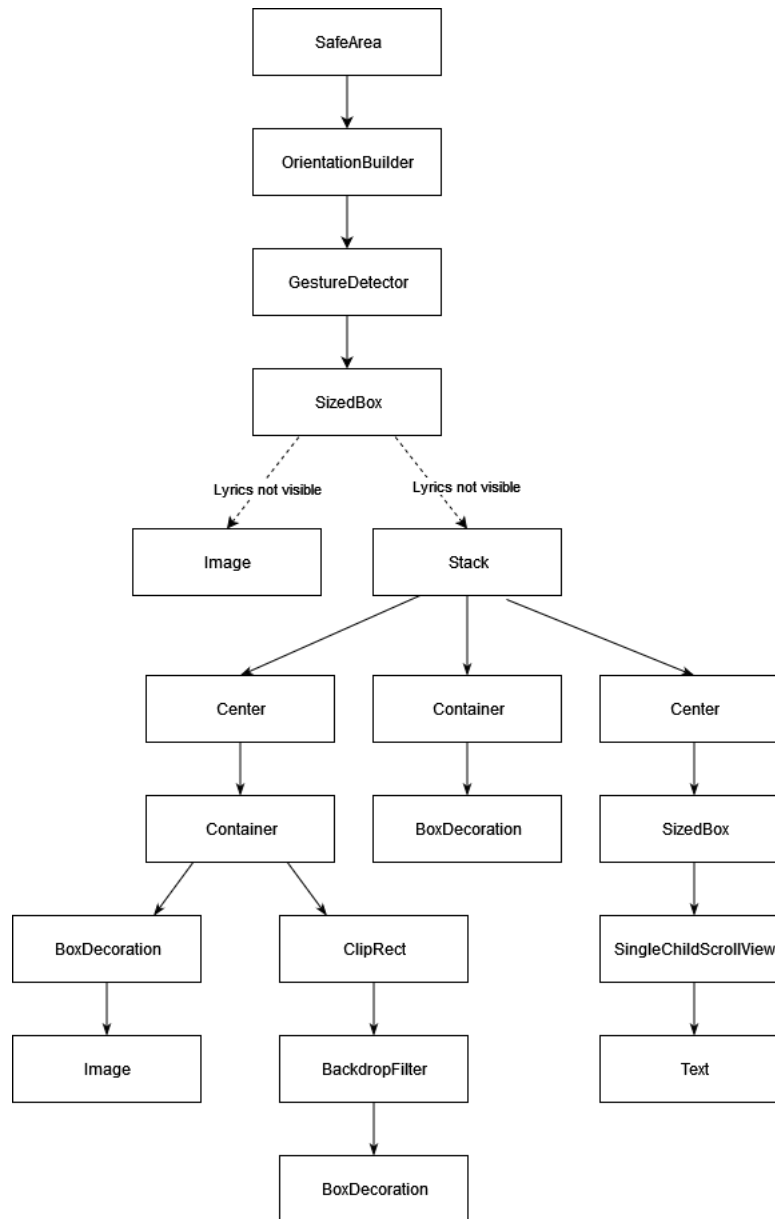 SafeArea
OrientationBuilder
GestureDetector
SizedBox
Lyrics not visible
Lyrics not visible
Image
Stack
Center
Container
Center
Container
BoxDecoration
SizedBox
BoxDecoration
ClipRect
SingleChildScrollView
Image
BackdropFilter
Text
BoxDecoration